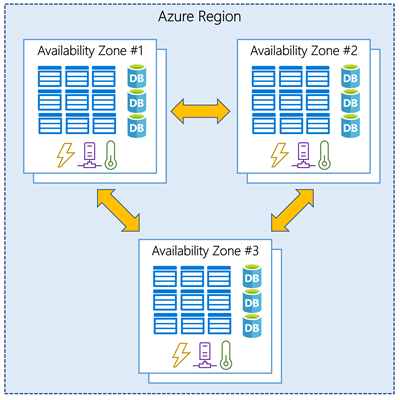 Azure Region
Availability Zone #1
DB
DB
DB
Availability Zone #2
DB
DB
DB
Availability Zone #3
DB
DB
DB